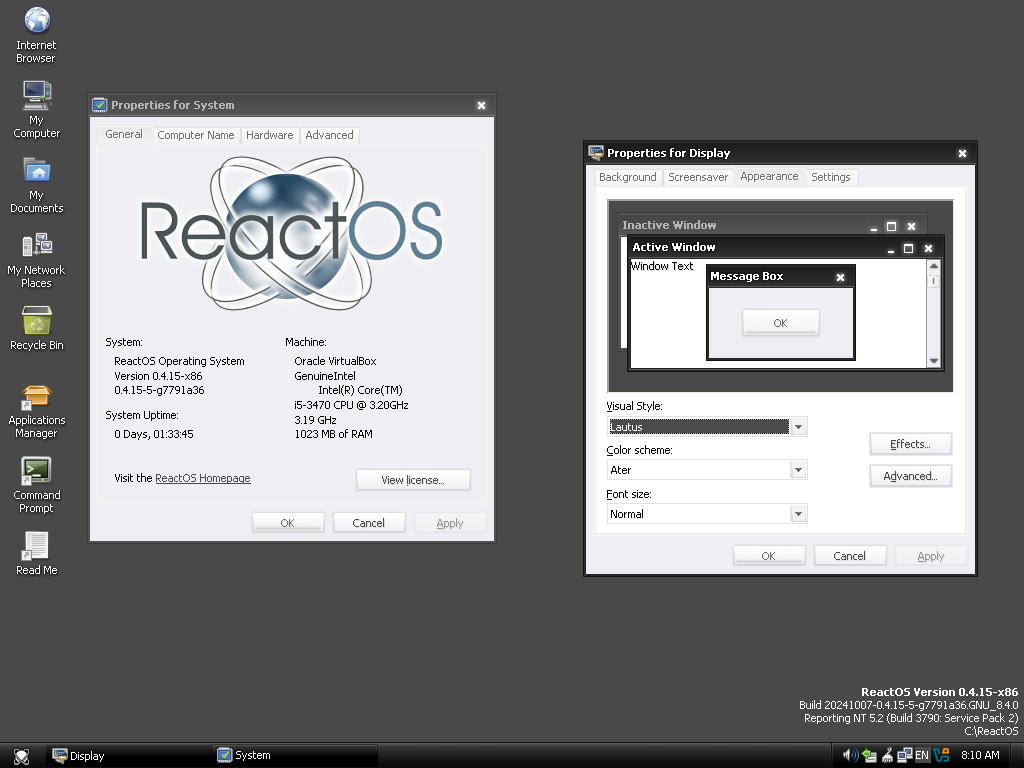 Internet
Browser
My
Computer
My
Documents
My Network
Places
Recycle Bin
Applications
Manager
Command
Prompt
Read Me
Properties for System
General
Computer Name
Hardware
Advanced
ReactOS
System:
ReactOS Operating System
Version 0.4.15-x86
0.4.15-5-g7791a36
System Uptime:
0 Days, 01:33:45
Machine:
Oracle VirtualBox
GenuineIntel
Intel(R) Core(TM)
i5-3470 CPU @ 3.20GHz
3.19 GHz
1023 MB of RAM
Visit the ReactOS Homepage
View license...
OK
Cancel
Apply
Properties for Display
Background
Screensaver
Appearance
Settings
Inactive Window
Active Window
Window Text
Message Box
OK
Visual Style:
Lautus
Color scheme:
Ater
Font size:
Normal
Effects...
Advanced...
OK
Cancel
Apply
ReactOS Version 0.4.15-x86
Build 20241007-0.4.15-5-g7791a36.GNU_8.4.0
Reporting NT 5.2 (Build 3790: Service Pack 2)
C:\ReactOS
Display
System
EN
8:10 AM